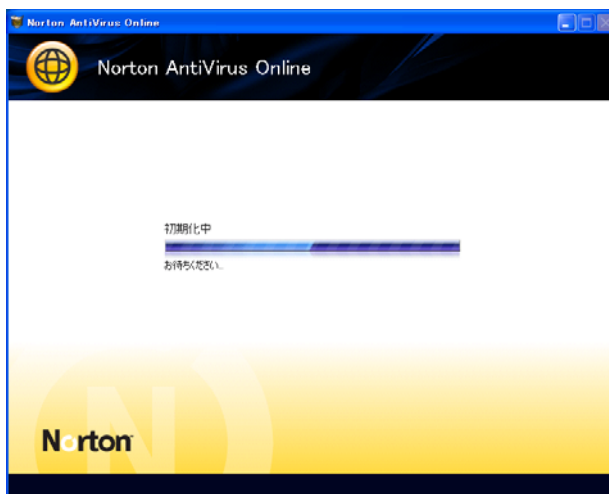 Norton AntiVirus Online
Norton AntiVirus Online
初期化中
お待ちください...
Norton